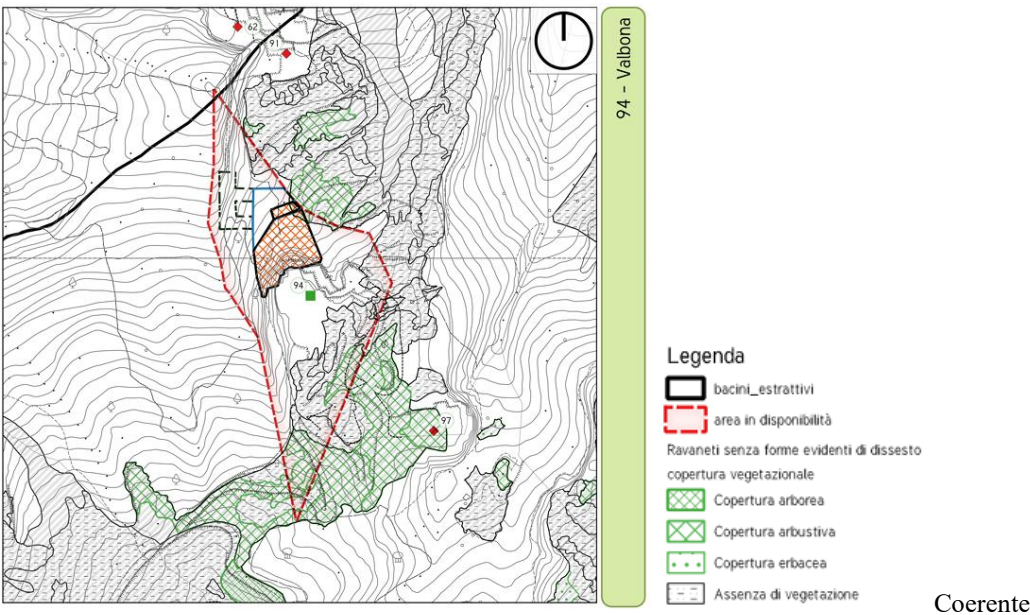 62
91
94
97
94 - Valbona
Legenda
bacini_estrattivi
area in disponibilità
Ravaneti senza forme evidenti di dissesto
copertura vegetazionale
Copertura arborea
Copertura arbustiva
Copertura erbacea
Assenza di vegetazione
Coerente